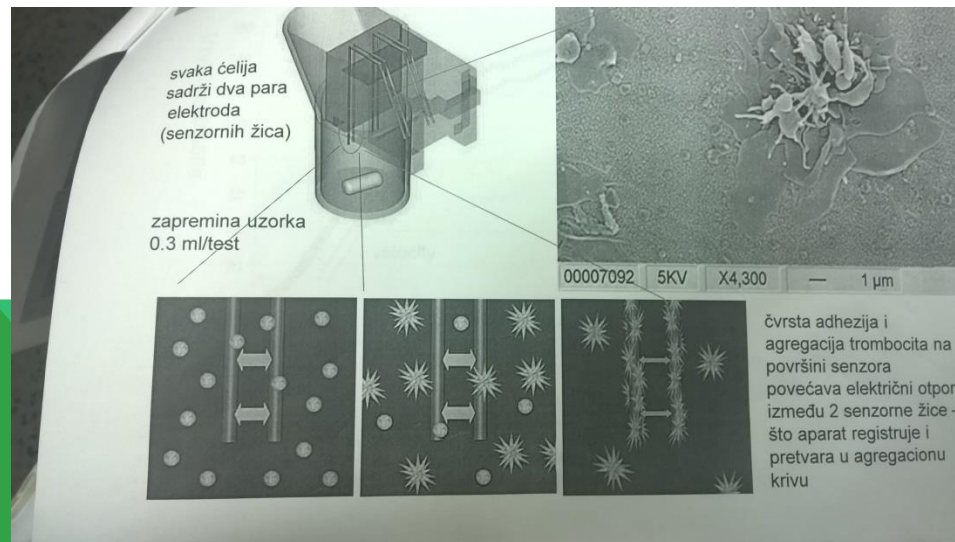 svaka ćelija
sadrži dva para
elektroda
(senzornih žica)
zapremina uzorka
0.3 ml/test
00007092 5KV X4,300 — 1 µm
čvrsta adhezija i
agregacija trombocita na
površini senzora
povećava električni otpor
između 2 senzorne žice -
što aparat registruje i
pretvara u agregacionu
krivu